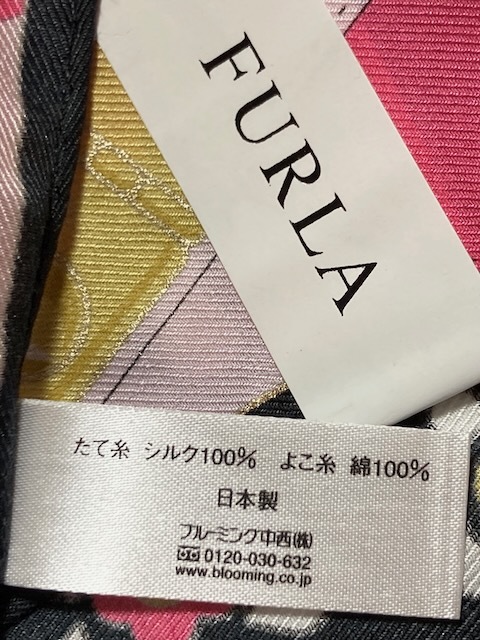 FURLA
たて糸 シルク100% よこ糸 綿100%
日本製
ブルーミング中西(株)
0120-030-632
www.blooming.co.jp